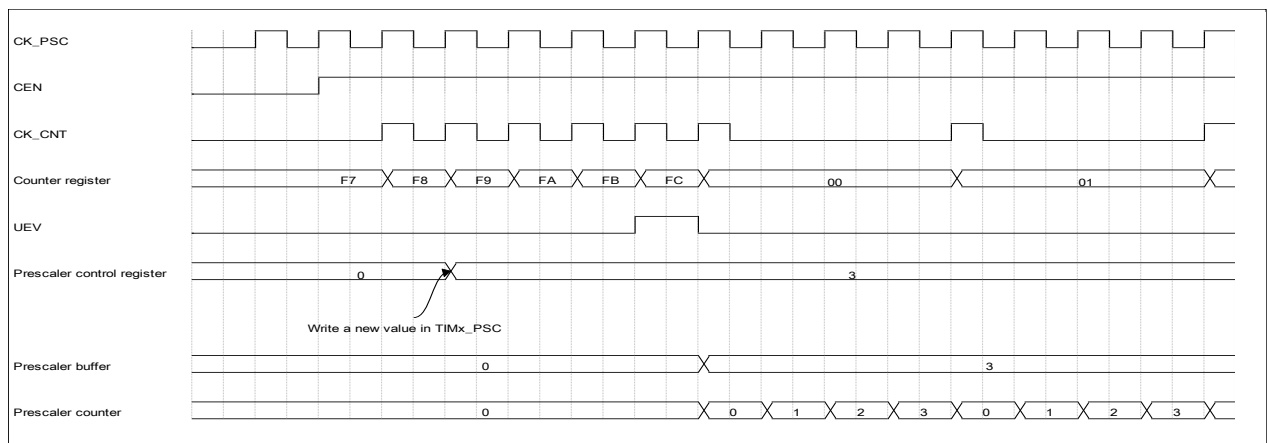 CK_PSC
CEN
CK_CNT
Counter register F7 F8 F9 FA FB FC 00 01
UEV
Prescaler control register 0 3
Write a new value in TIMx_PSC
Prescaler buffer 0 3
Prescaler counter 0 0 1 2 3 0 1 2 3